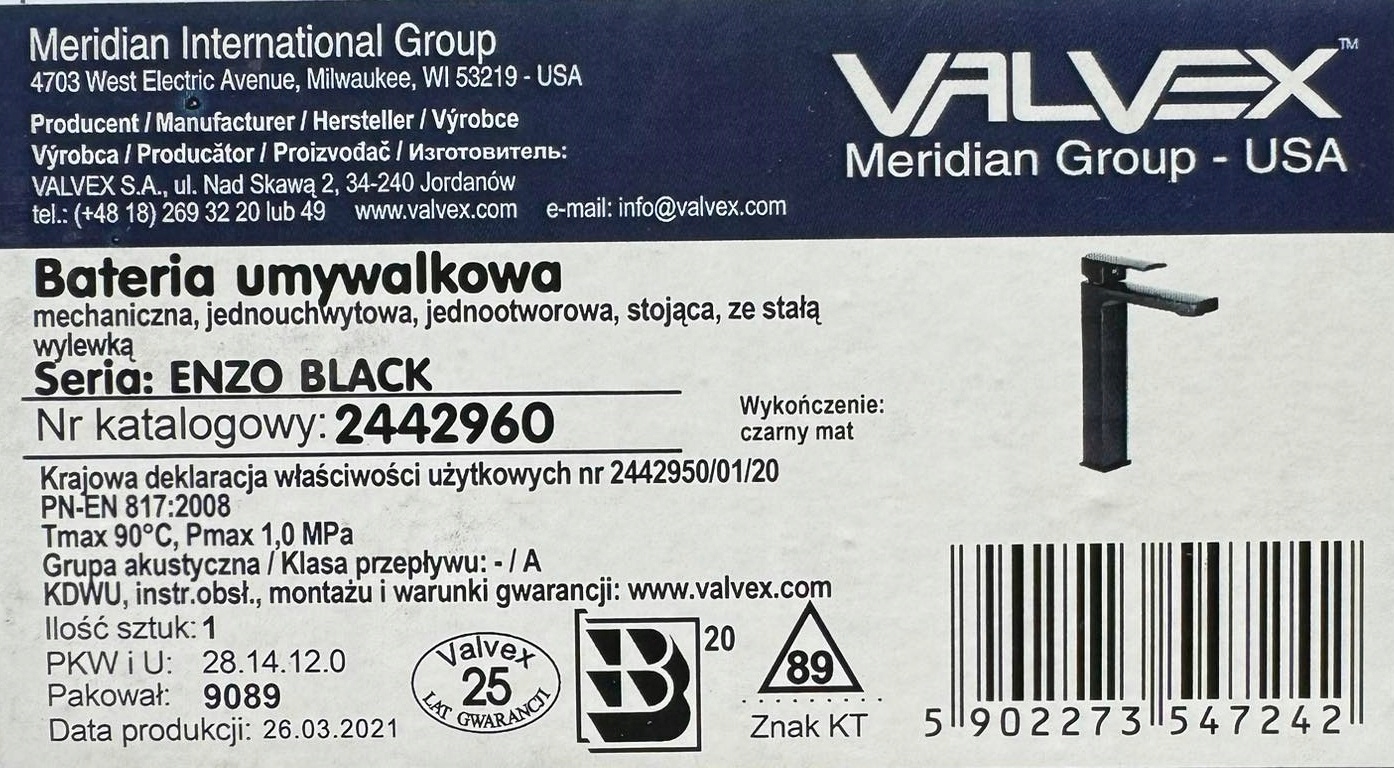 Meridian International Group
4703 West Electric Avenue, Milwaukee, WI 53219 - USA
Producent / Manufacturer / Hersteller / Výrobce
Výrobca / Producător / Proizvođač / Изготовитель:
VALVEX S.A., ul. Nad Skawą 2, 34-240 Jordanów
tel.: (+48 18) 269 32 20 lub 49 www.valvex.com e-mail: info@valvex.com
VALVEX™
Meridian Group - USA
Bateria umywalkowa
mechaniczna, jednouchwytowa, jednootworowa, stojąca, ze stałą
wylewką
Seria: ENZO BLACK
Nr katalogowy: 2442960
Wykończenie:
czarny mat
Krajowa deklaracja właściwości użytkowych nr 2442950/01/20
PN-EN 817:2008
Tmax 90°C, Pmax 1,0 MPa
Grupa akustyczna / Klasa przepływu: - / A
KDWU, instr.obsł., montażu i warunki gwarancji: www.valvex.com
Ilość sztuk: 1
PKW i U: 28.14.12.0
Pakował: 9089
Data produkcji: 26.03.2021
Valvex
25
LAT GWARANCJI
B
20
89
Znak KT
5 902273 547242